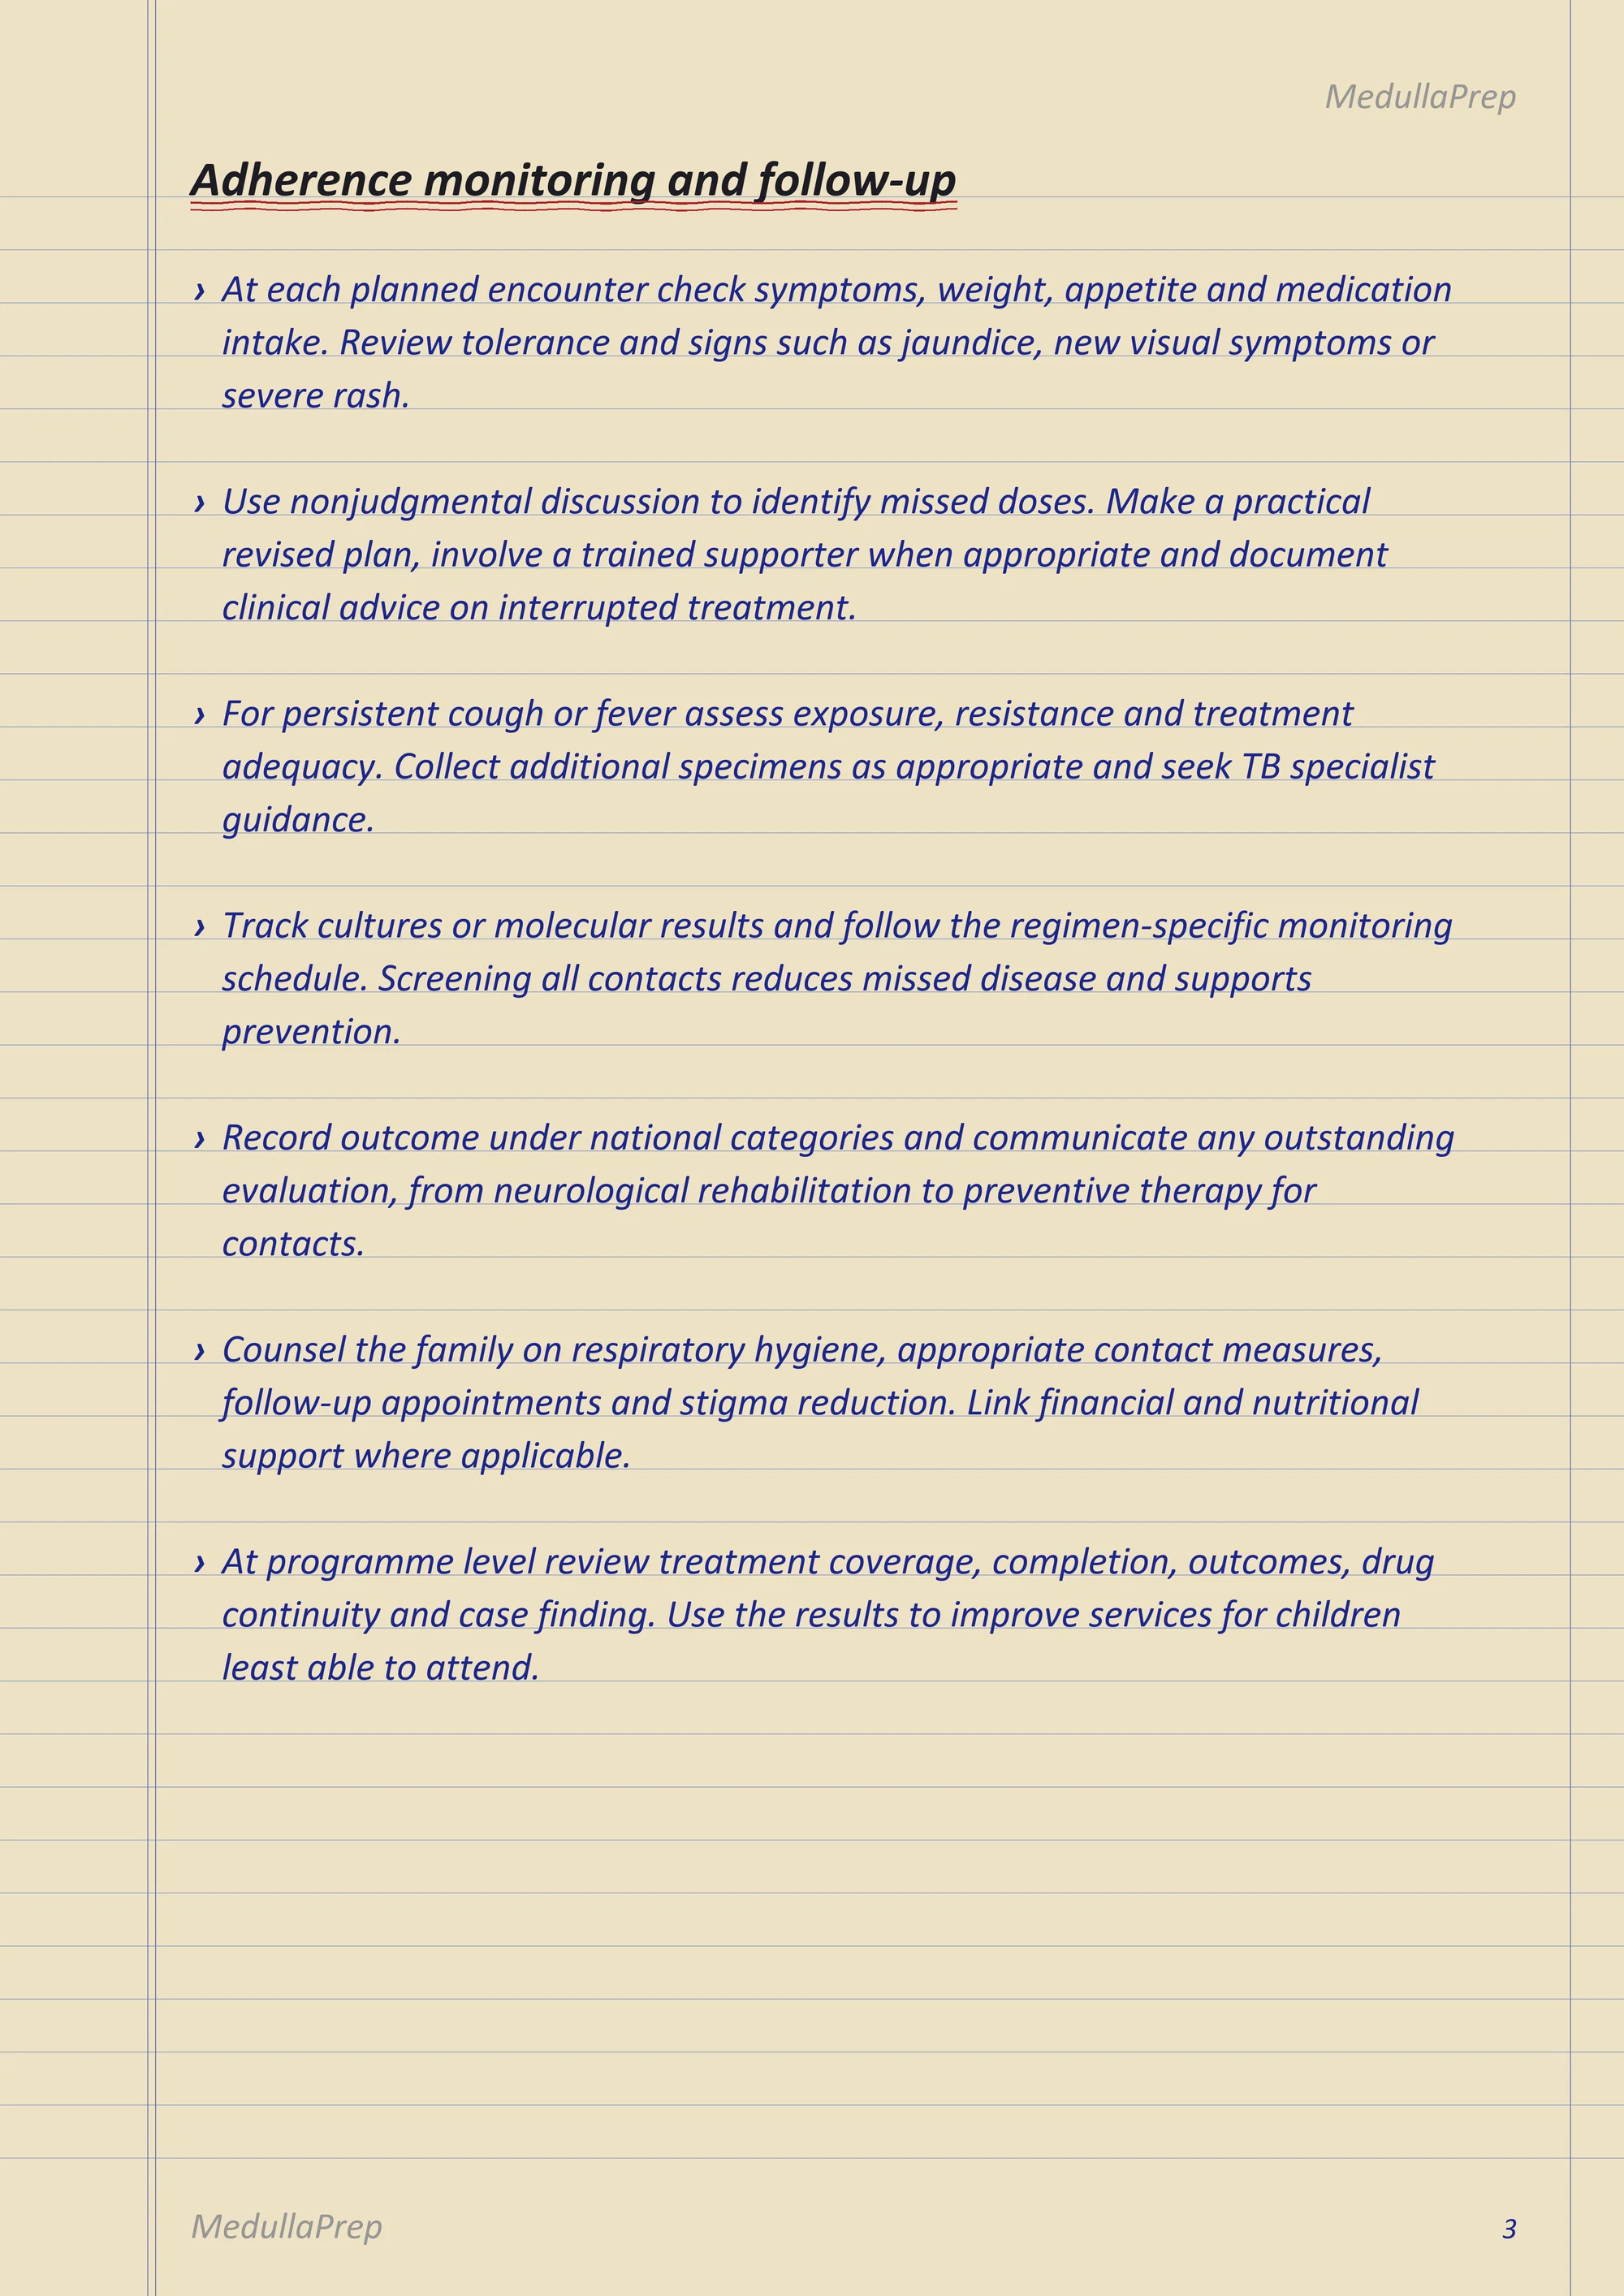 MedullaPrep
Adherence monitoring and follow-up
› At each planned encounter check symptoms, weight, appetite and medication
intake. Review tolerance and signs such as jaundice, new visual symptoms or
severe rash.
› Use nonjudgmental discussion to identify missed doses. Make a practical
revised plan, involve a trained supporter when appropriate and document
clinical advice on interrupted treatment.
› For persistent cough or fever assess exposure, resistance and treatment
adequacy. Collect additional specimens as appropriate and seek TB specialist
guidance.
› Track cultures or molecular results and follow the regimen-specific monitoring
schedule. Screening all contacts reduces missed disease and supports
prevention.
› Record outcome under national categories and communicate any outstanding
evaluation, from neurological rehabilitation to preventive therapy for
contacts.
› Counsel the family on respiratory hygiene, appropriate contact measures,
follow-up appointments and stigma reduction. Link financial and nutritional
support where applicable.
› At programme level review treatment coverage, completion, outcomes, drug
continuity and case finding. Use the results to improve services for children
least able to attend.
MedullaPrep
3